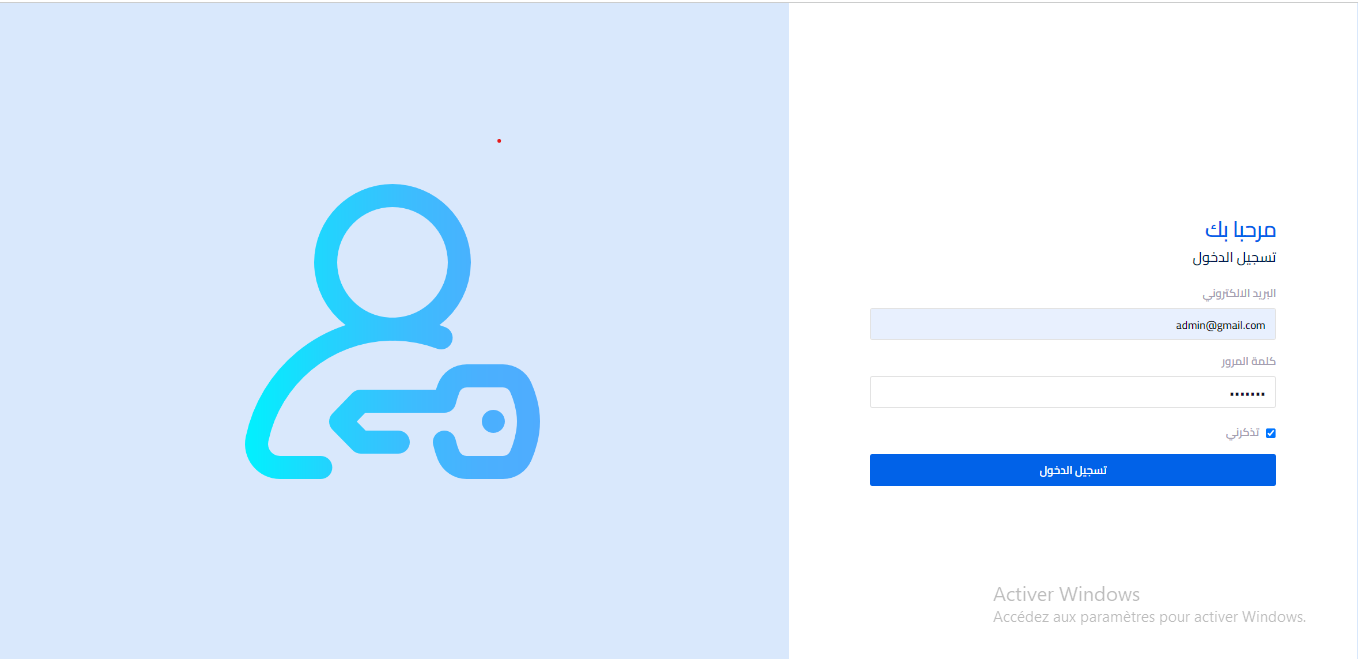 مرحبا بك
تسجيل الدخول
البريد الالكتروني
admin@gmail.com
كلمة المرور
•••••••
تذكرني
تسجيل الدخول
Activer Windows
Accédez aux paramètres pour activer Windows.